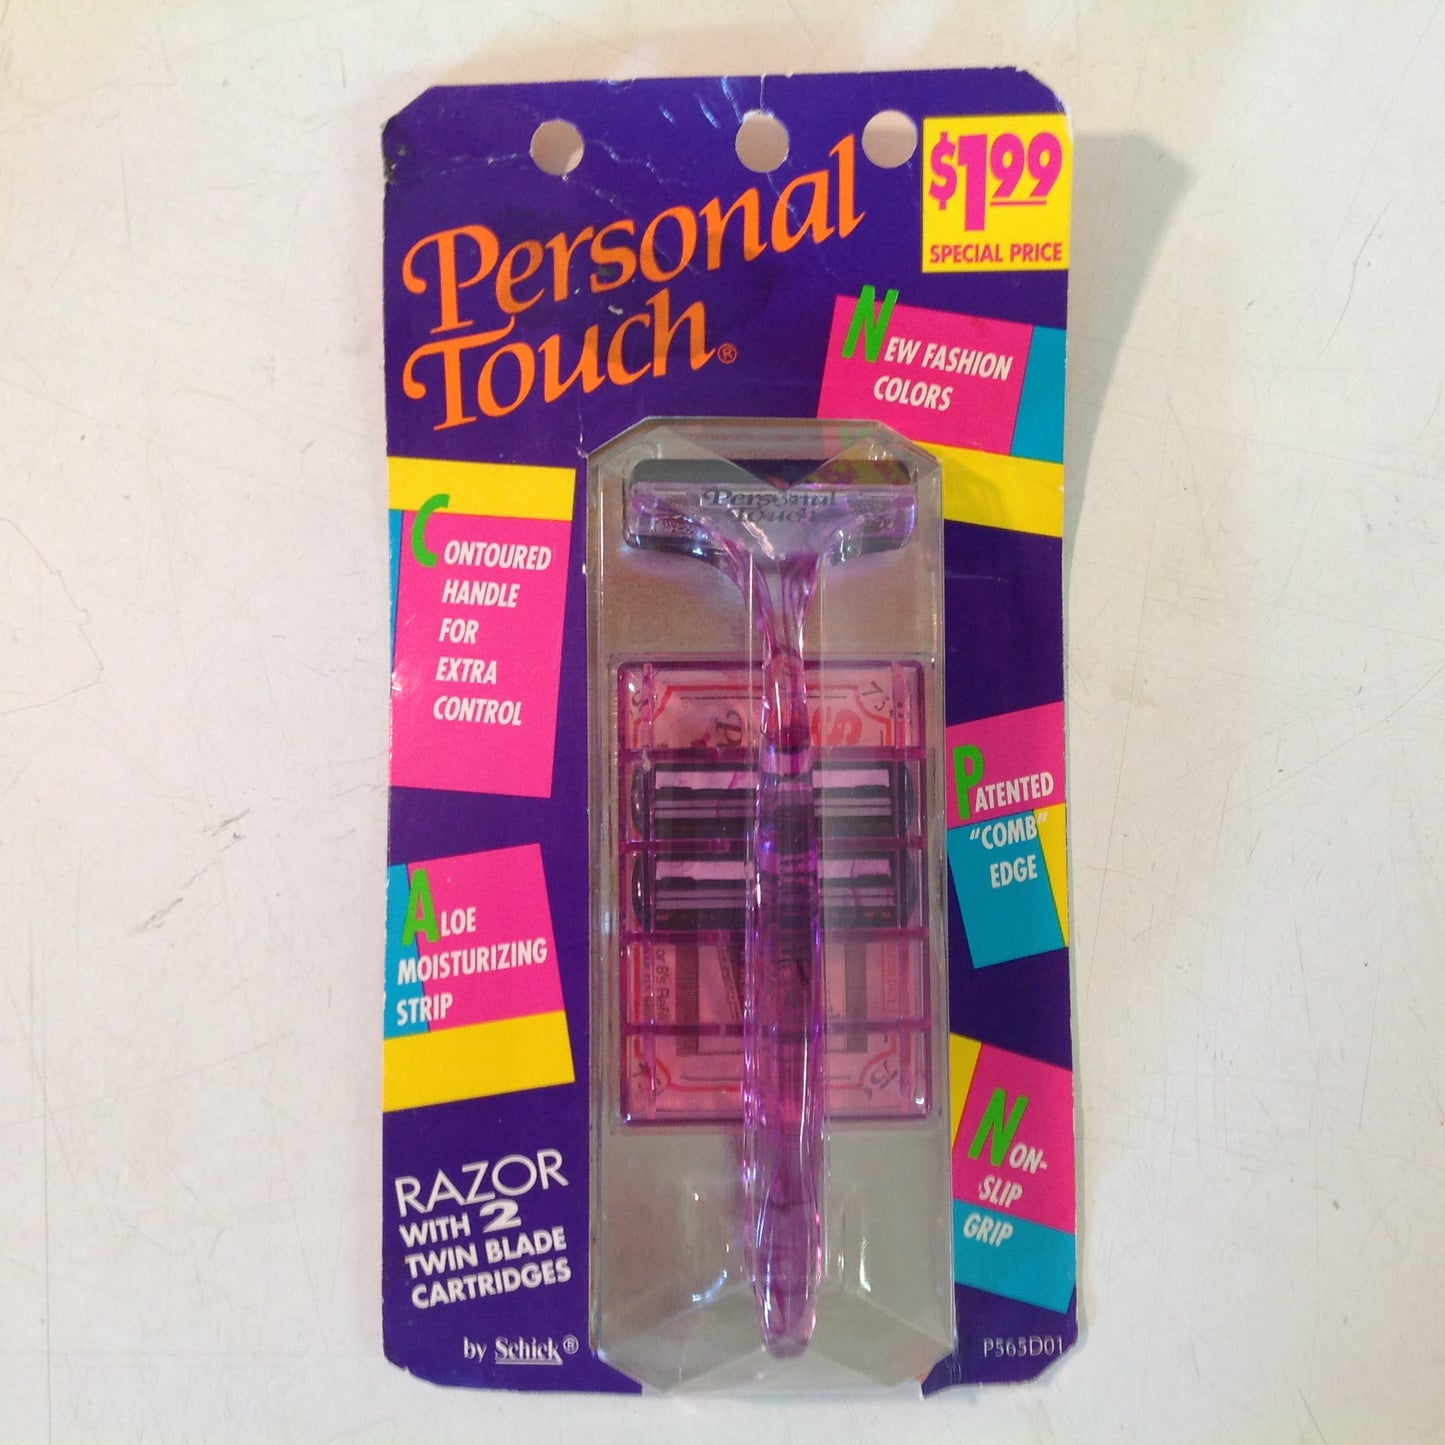 $1.99
SPECIAL PRICE
Personal
Touch®
NEW FASHION
COLORS
Personal
Touch
CONTOURED
HANDLE
FOR
EXTRA
CONTROL
PATENTED
"COMB"
EDGE
ALOE
MOISTURIZING
STRIP
NON-
SLIP
GRIP
RAZOR
WITH 2
TWIN BLADE
CARTRIDGES
by Schick®
P565D01